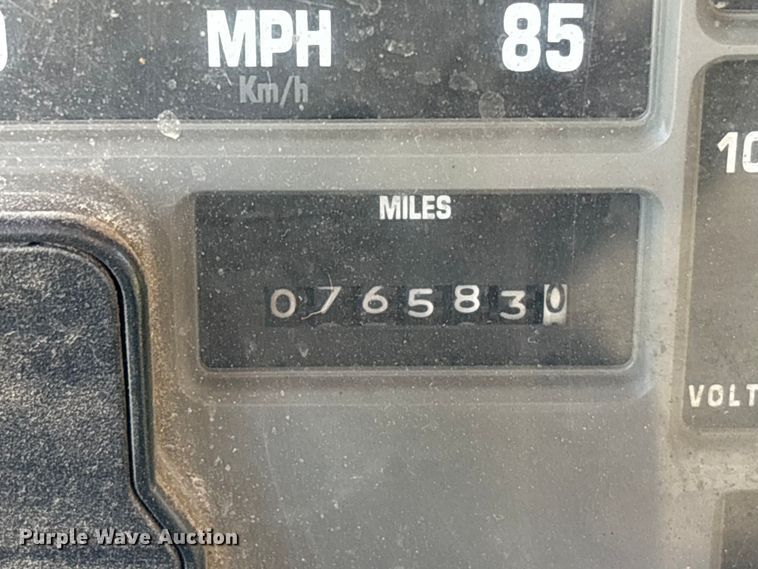 MPH
85
Km/h
MILES
0765830
10
VOLT
Purple Wave Auction